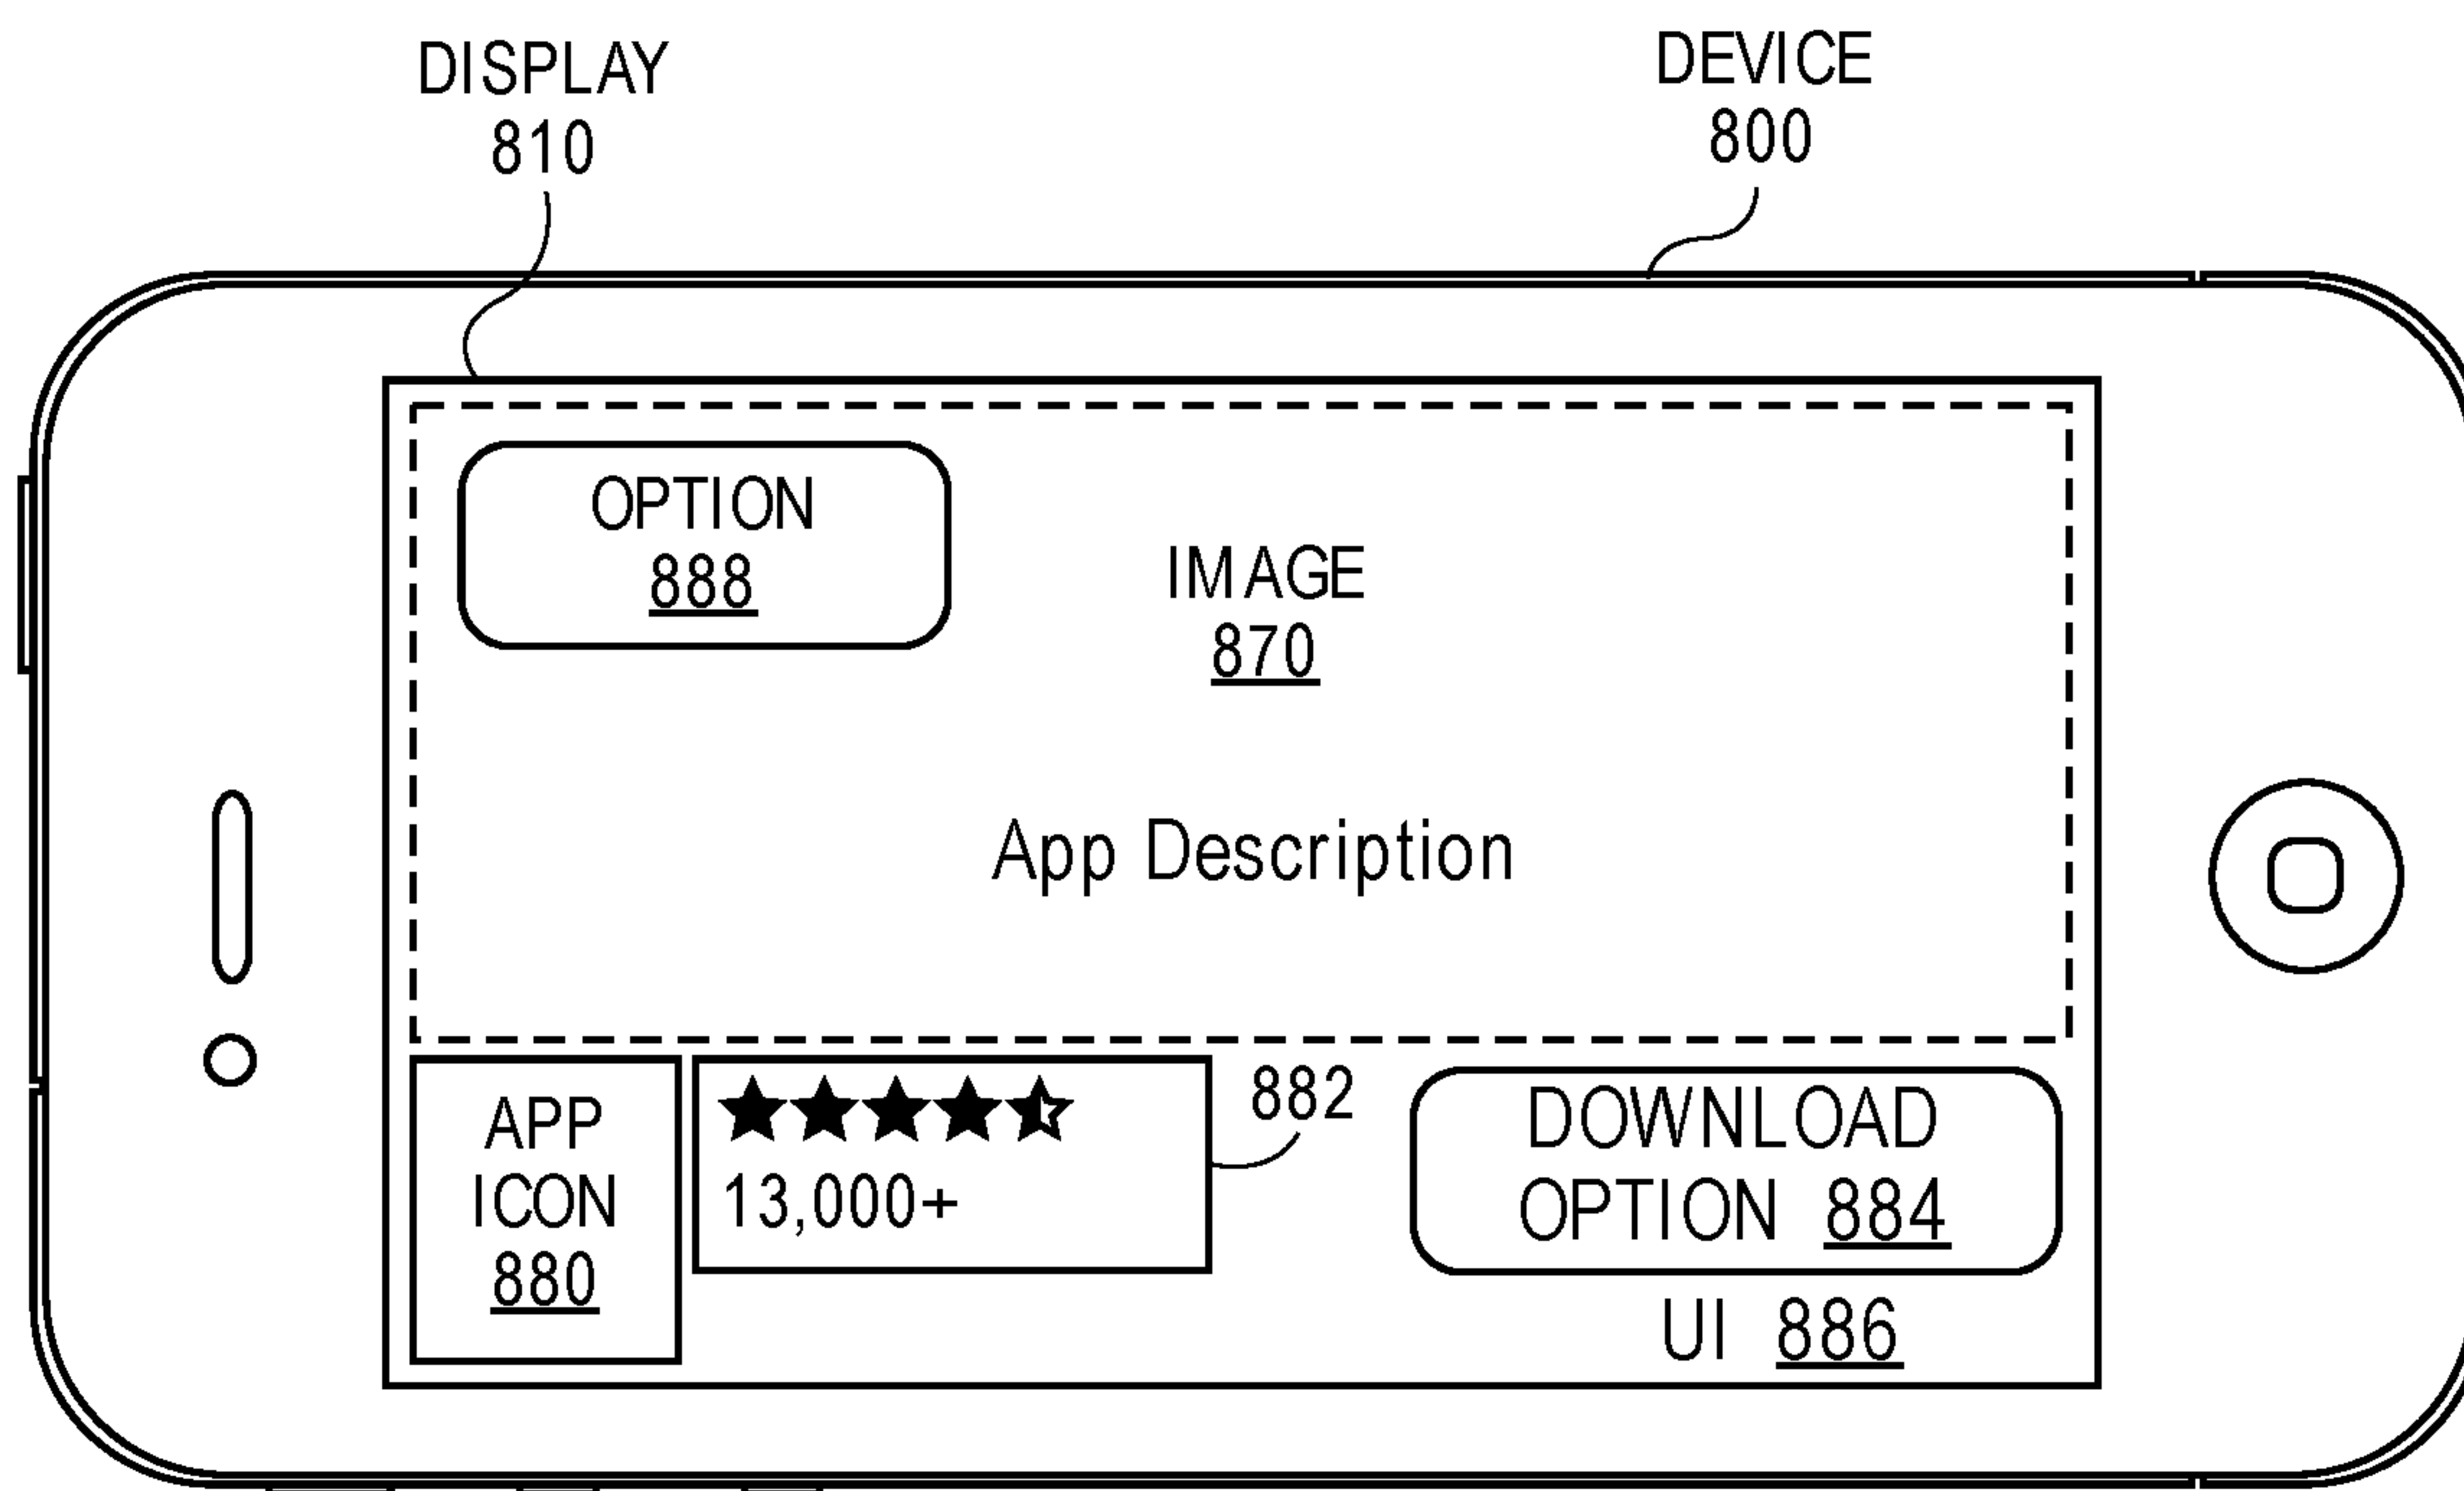 DISPLAY
810
DEVICE
800
OPTION
888
IMAGE
870
App Description
APP
ICON
880
13,000+
882
DOWNLOAD
OPTION 884
UI 886